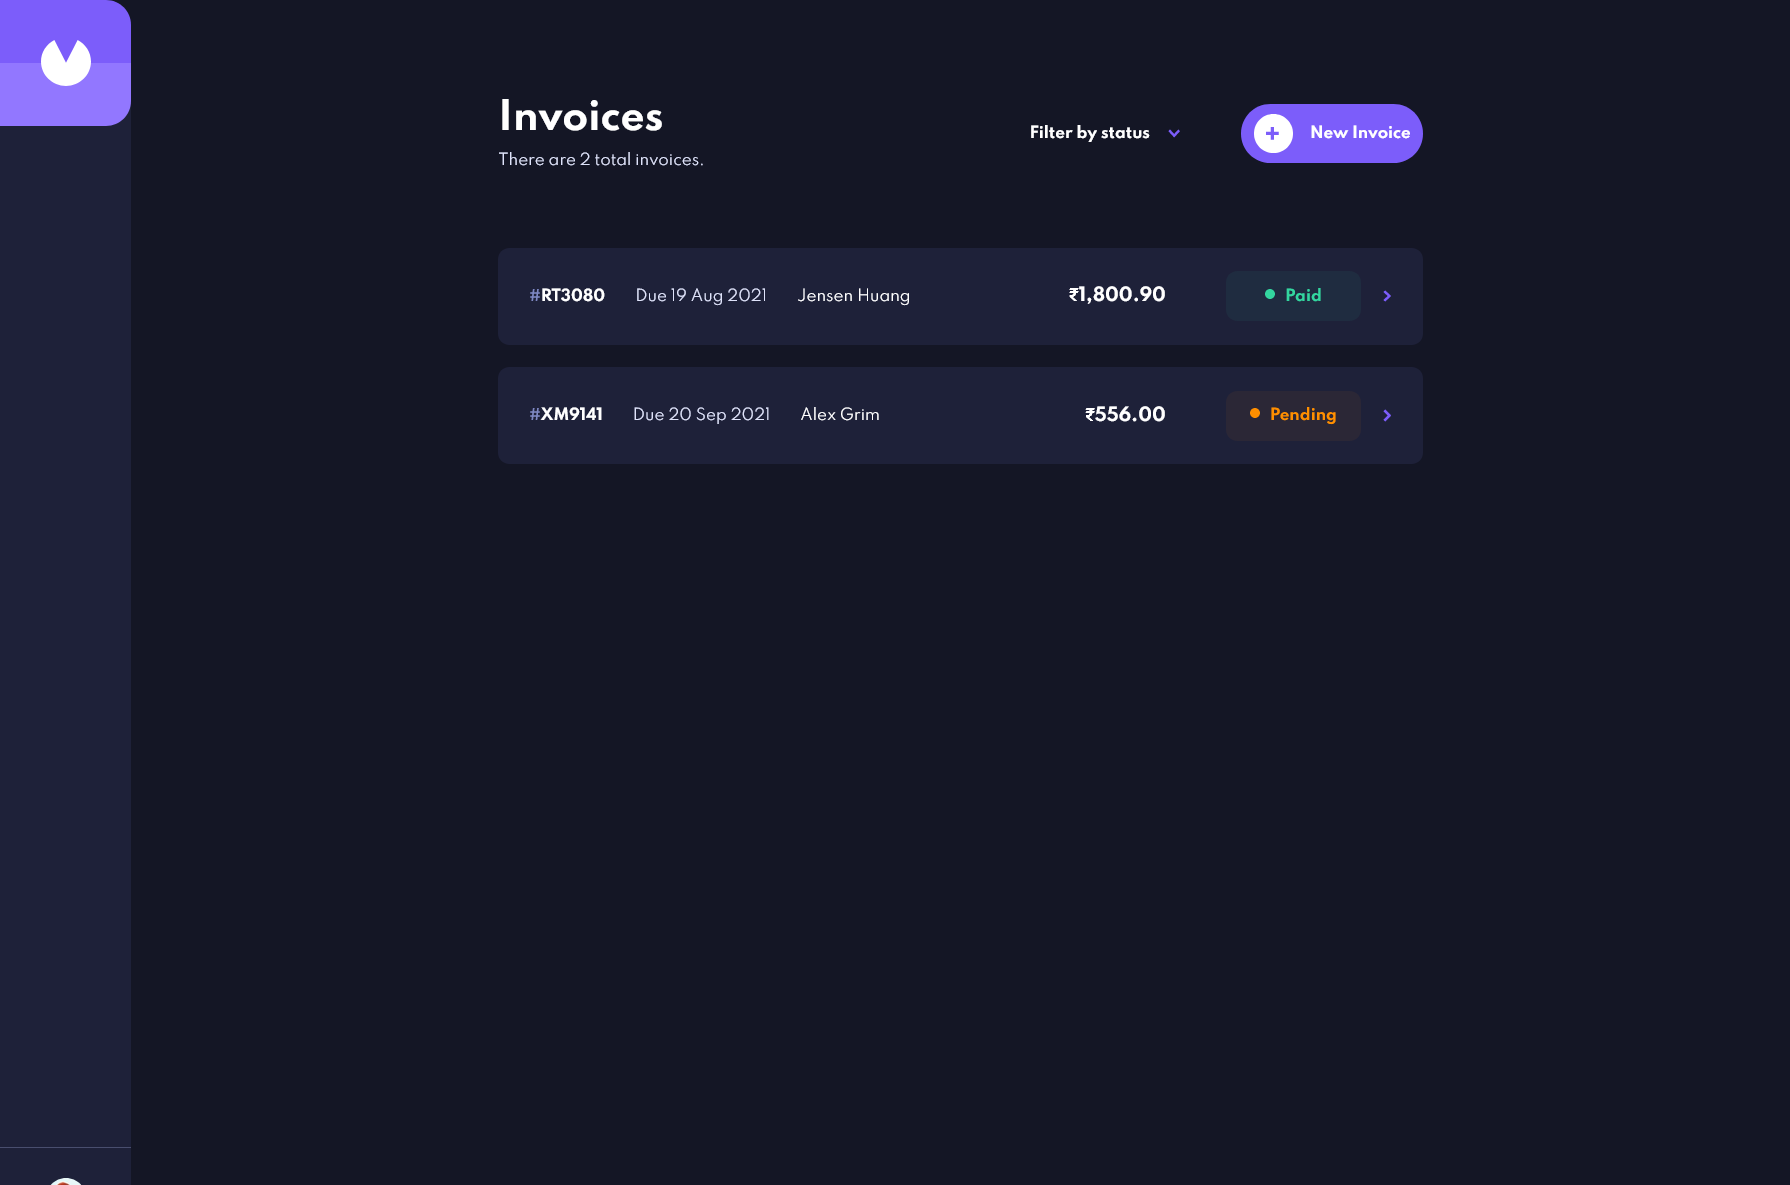 Invoices
There are 2 total invoices.
Filter by status
New Invoice
#RT3080 Due 19 Aug 2021 Jensen Huang ₹1,800.90 Paid
#XM9141 Due 20 Sep 2021 Alex Grim ₹556.00 Pending